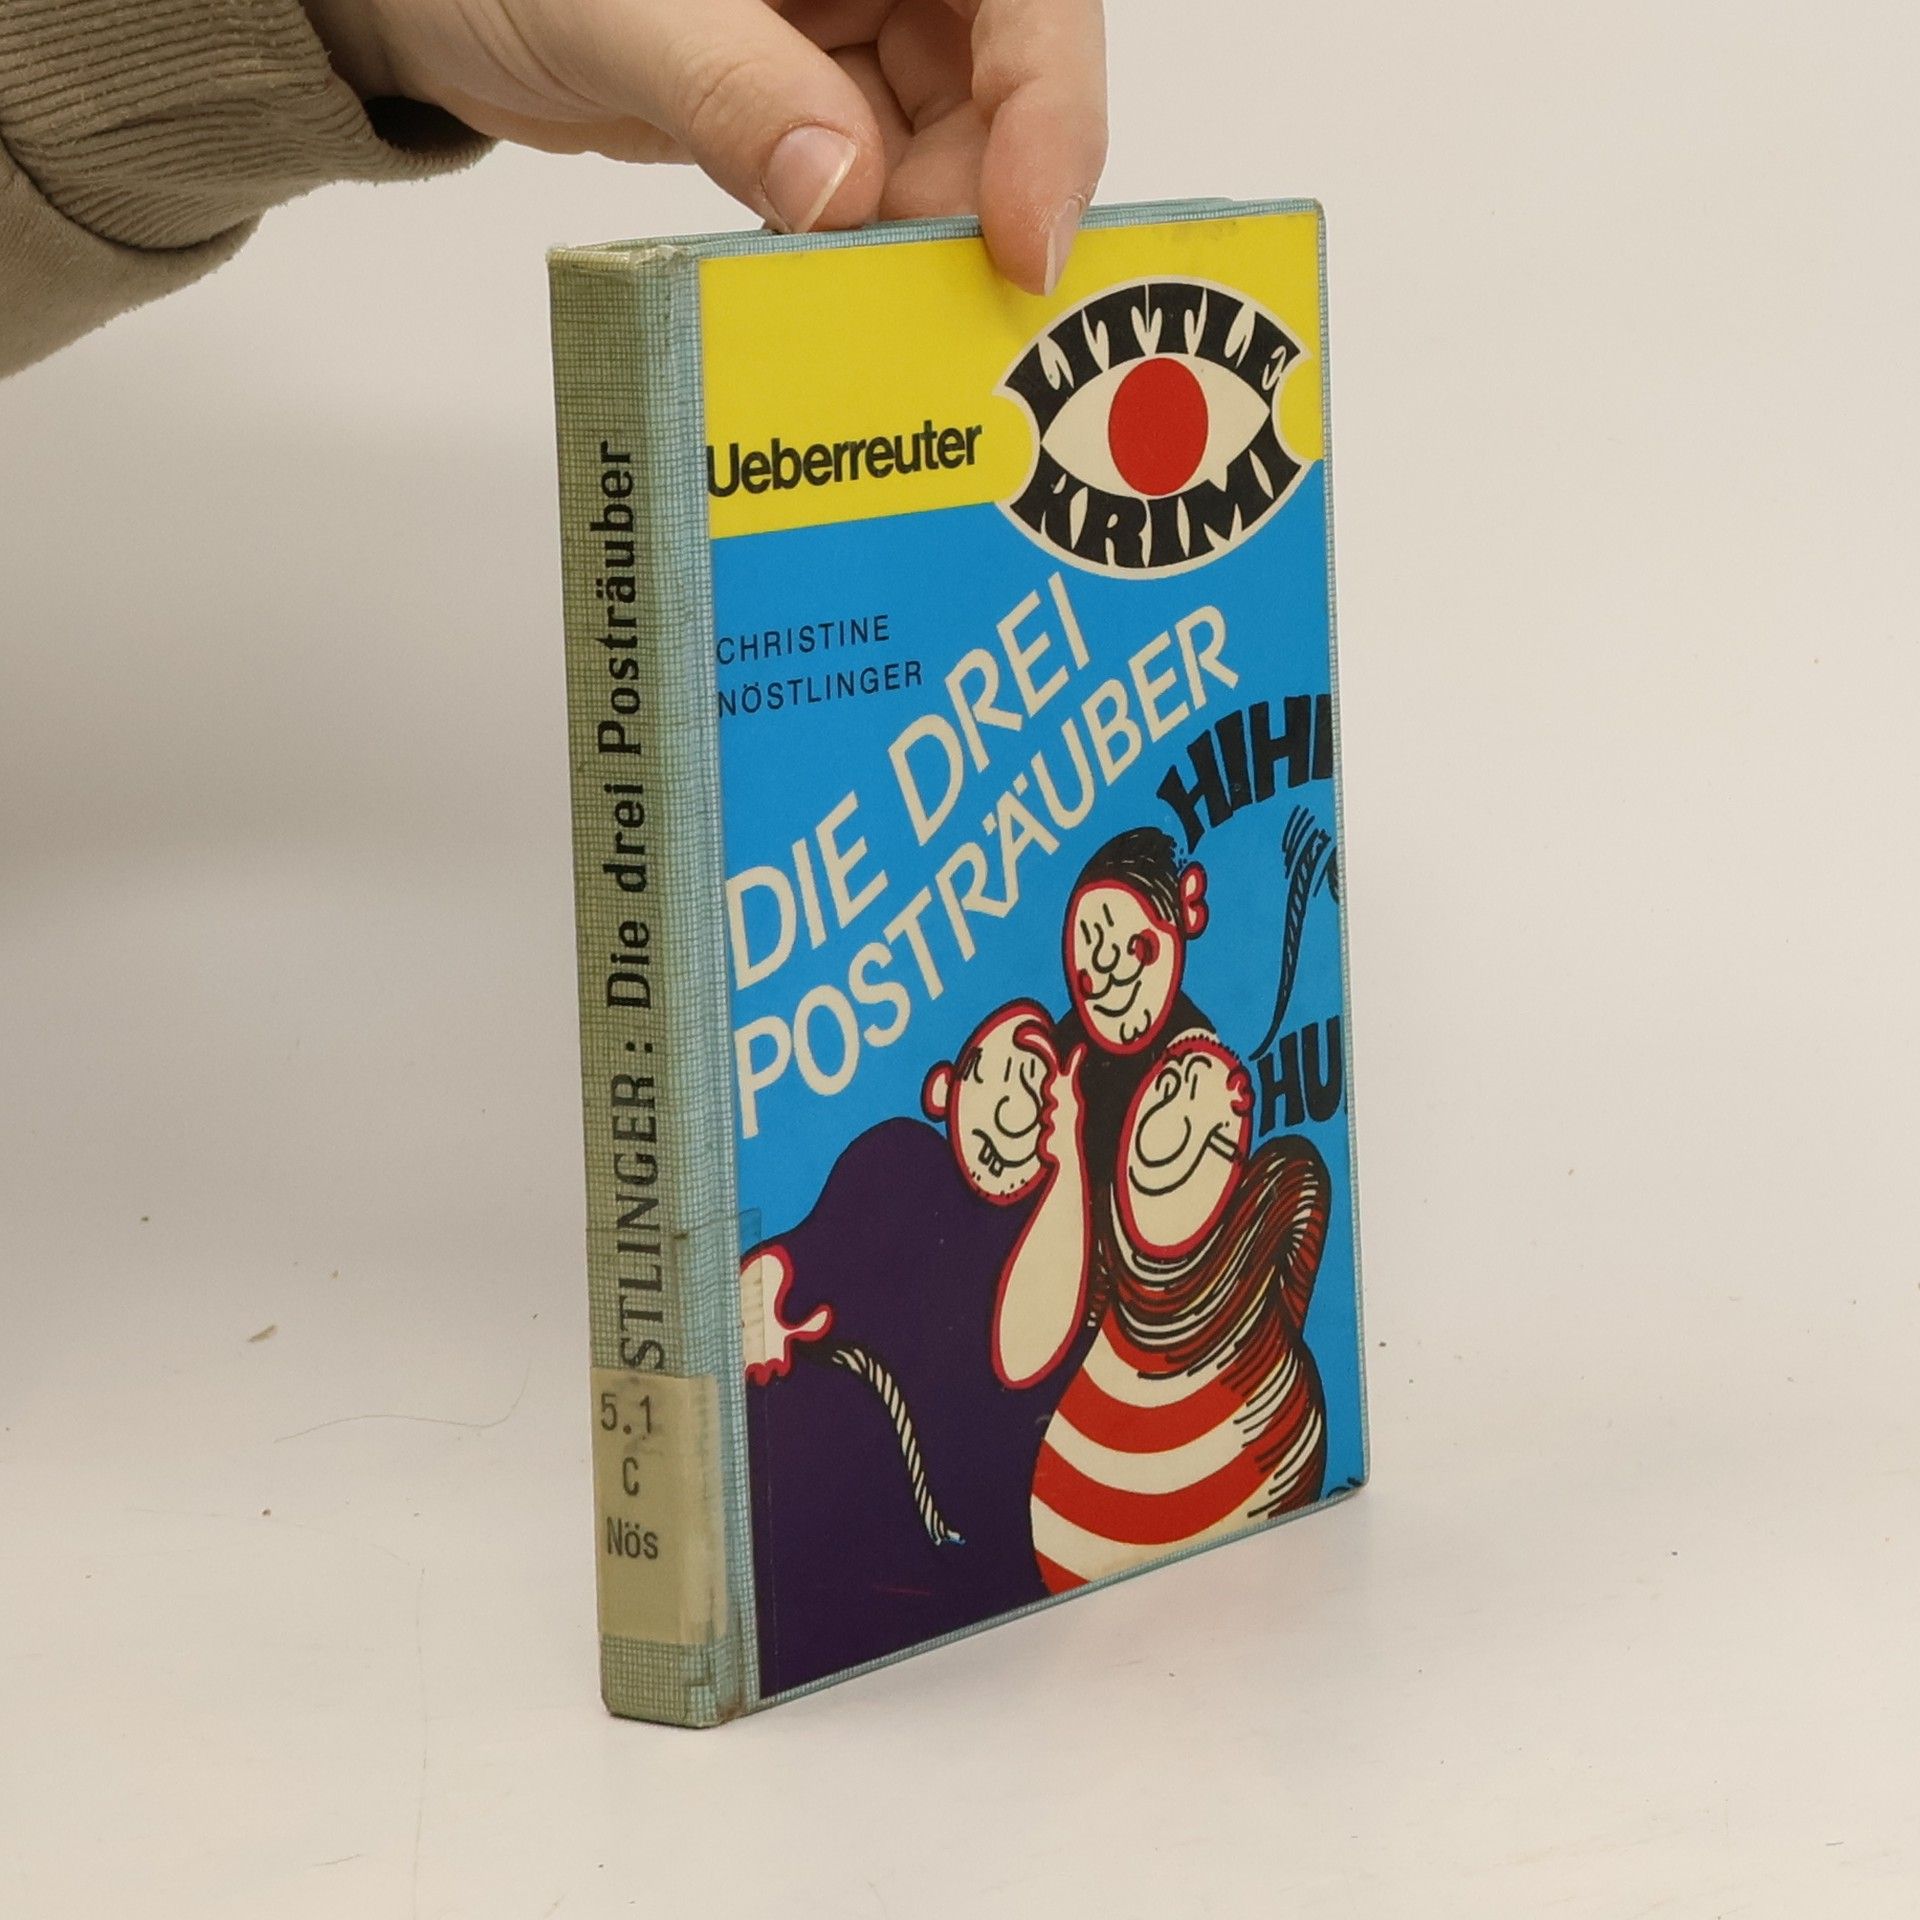 STLINGER: Die drei Posträuber
5.1
C
Nös
LITTLE
KRIMI
Ueberreuter
CHRISTINE
NÖSTLINGER
DIE DREI
POSTRÄUBER
HIHI
HU